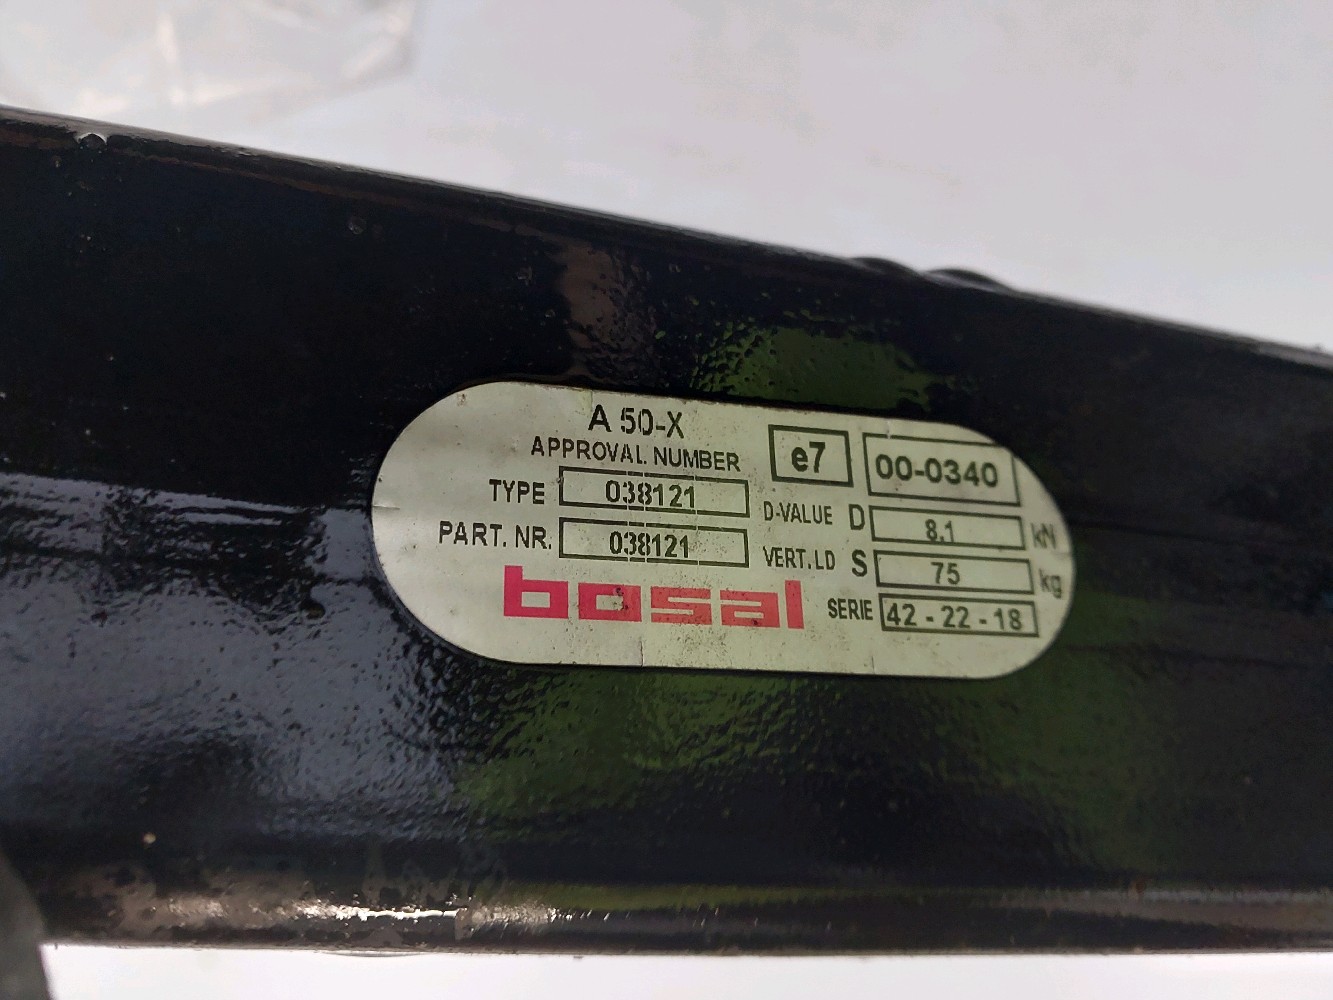 A 50-X
APPROVAL NUMBER e7 00-0340
TYPE 038121 D-VALUE D 8.1 kN
PART. NR. 038121 VERT.LD S 75 kg
bosal SERIE 42 - 22 - 18